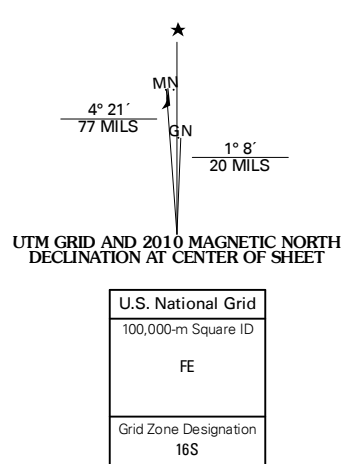 ★
MN
4° 21´
77 MILS
GN
1° 8´
20 MILS
UTM GRID AND 2010 MAGNETIC NORTH
DECLINATION AT CENTER OF SHEET
U.S. National Grid
100,000-m Square ID
FE
Grid Zone Designation
16S